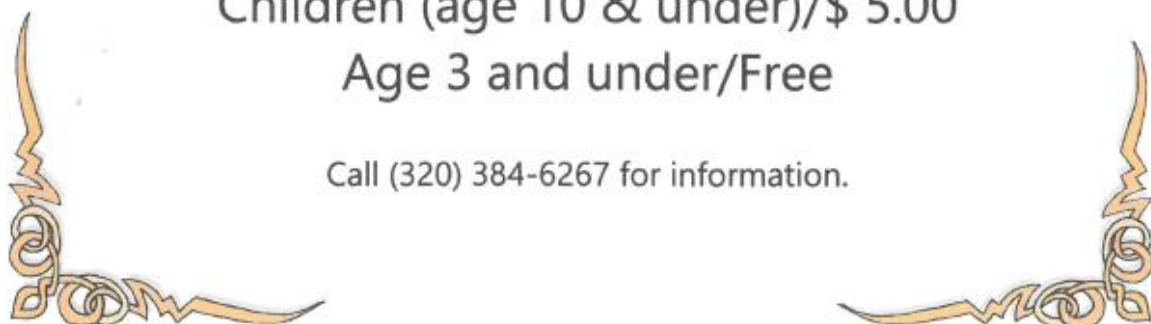 Children (age 10 & under)/$ 5.00
Age 3 and under/Free
Call (320) 384-6267 for information.